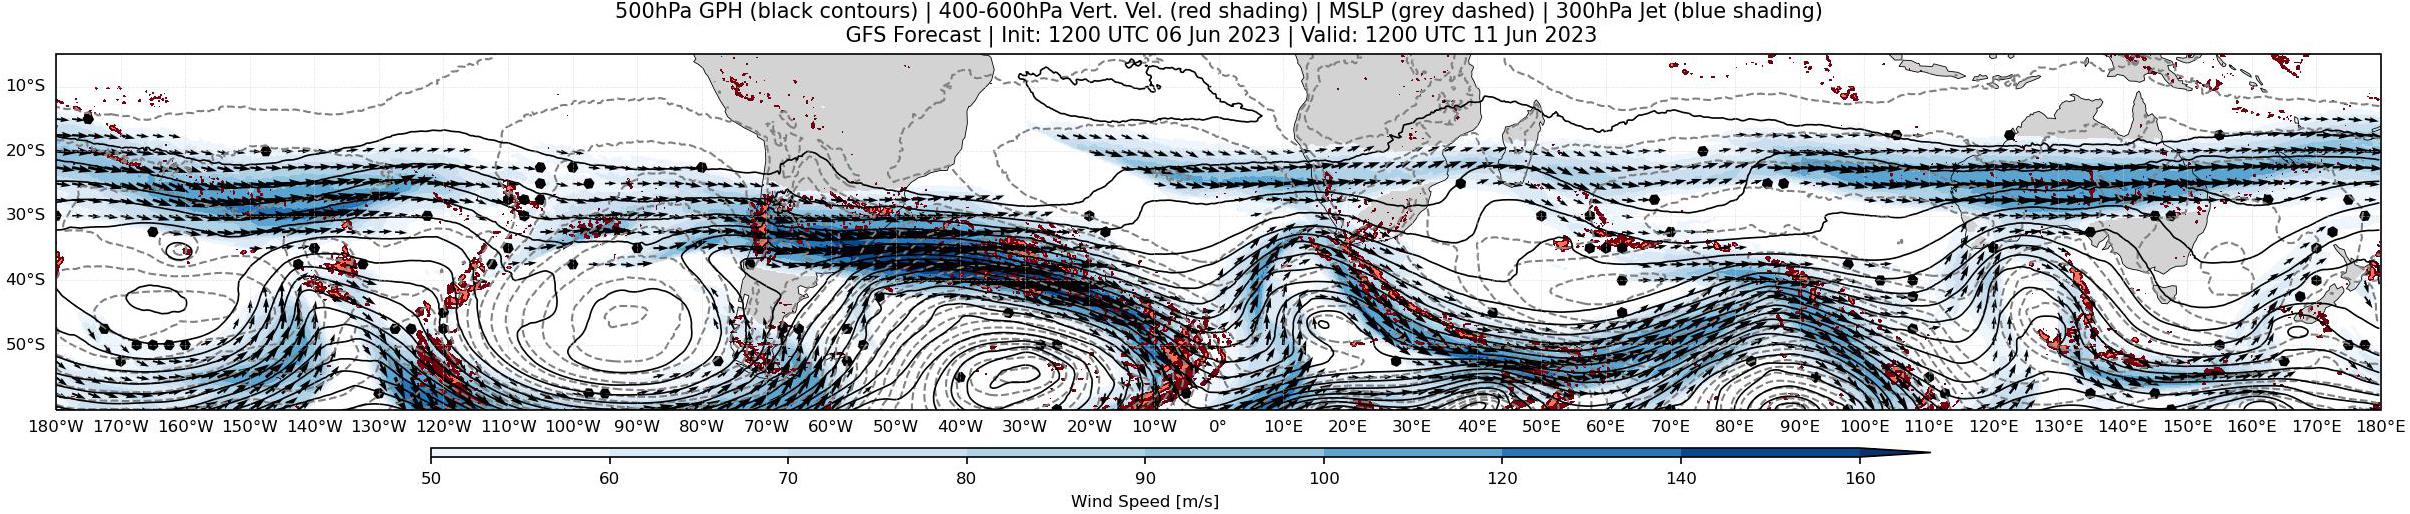 500hPa GPH (black contours) | 400-600hPa Vert. Vel. (red shading) | MSLP (grey dashed) | 300hPa Jet (blue shading)
GFS Forecast | Init: 1200 UTC 06 Jun 2023 | Valid: 1200 UTC 11 Jun 2023
10°S
20°S
30°S
40°S
50°S
180°W 170°W 160°W 150°W 140°W 130°W 120°W 110°W 100°W 90°W 80°W 70°W 60°W 50°W 40°W 30°W 20°W 10°W 0° 10°E 20°E 30°E 40°E 50°E 60°E 70°E 80°E 90°E 100°E 110°E 120°E 130°E 140°E 150°E 160°E 170°E 180°E
50 60 70 80 90 100 120 140 160
Wind Speed [m/s]